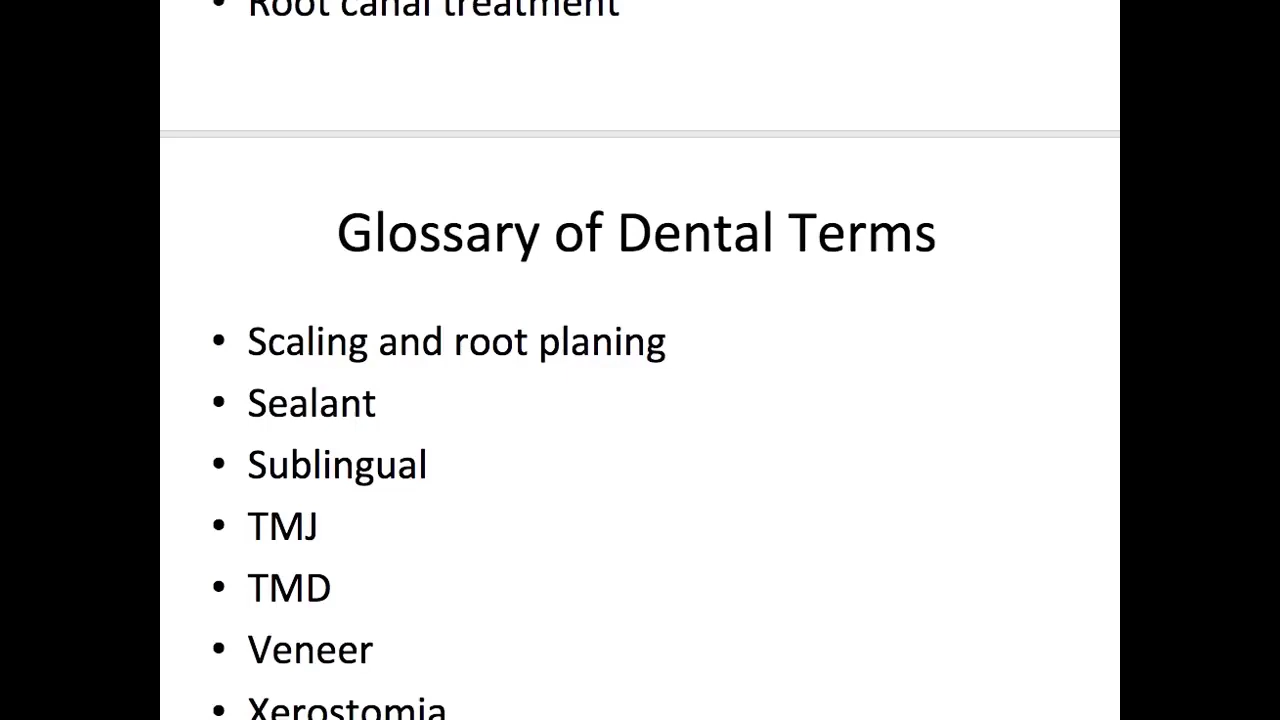 • Root canal treatment
Glossary of Dental Terms
• Scaling and root planing
• Sealant
• Sublingual
• TMJ
• TMD
• Veneer
• Xerostomia